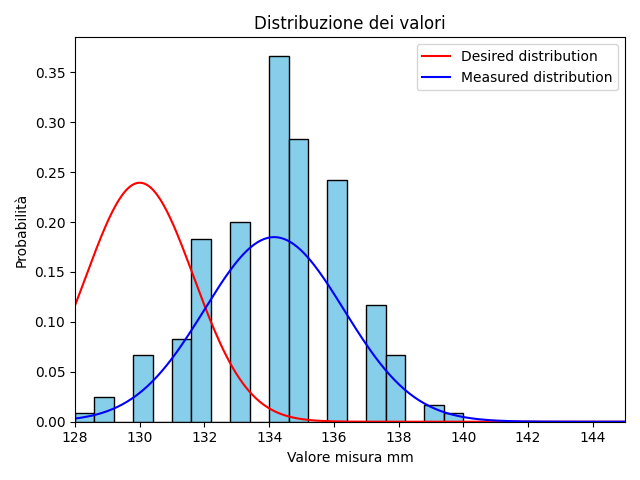 Distribuzione dei valori
Desired distribution
Measured distribution
Probabilità
0.35
0.30
0.25
0.20
0.15
0.10
0.05
0.00
128 130 132 134 136 138 140 142 144
Valore misura mm